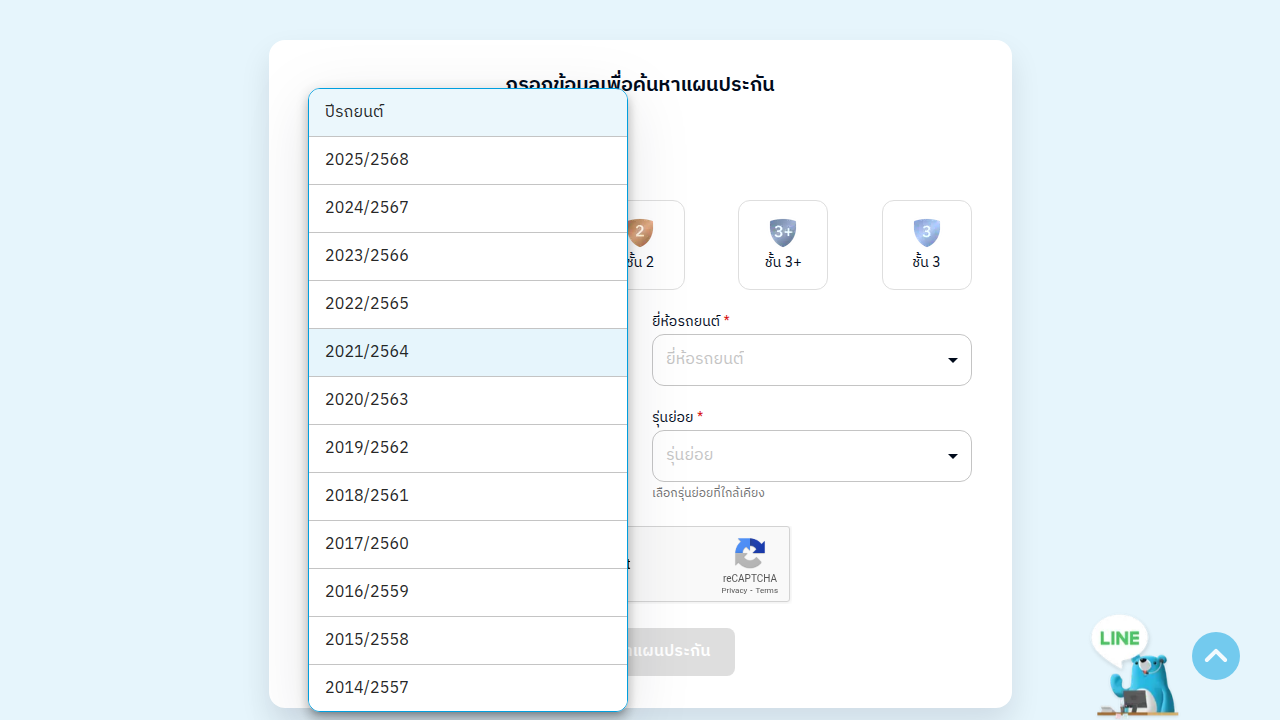 กรอกข้อมูลเพื่อค้นหาแผนประกัน
ปีรถยนต์
2025/2568
2024/2567
2023/2566
2022/2565
2021/2564
2020/2563
2019/2562
2018/2561
2017/2560
2016/2559
2015/2558
2014/2557
2
ชั้น 2
3+
ชั้น 3+
3
ชั้น 3
ยี่ห้อรถยนต์ *
ยี่ห้อรถยนต์
รุ่นย่อย *
รุ่นย่อย
เลือกรุ่นย่อยที่ใกล้เคียง
reCAPTCHA
Privacy - Terms
แผนประกัน
LINE